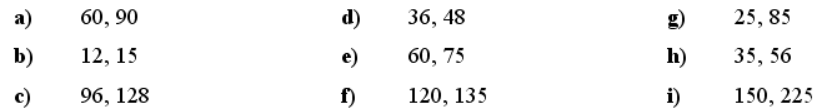 a) 60, 90 d) 36, 48 g) 25, 85
b) 12, 15 e) 60, 75 h) 35, 56
c) 96, 128 f) 120, 135 i) 150, 225